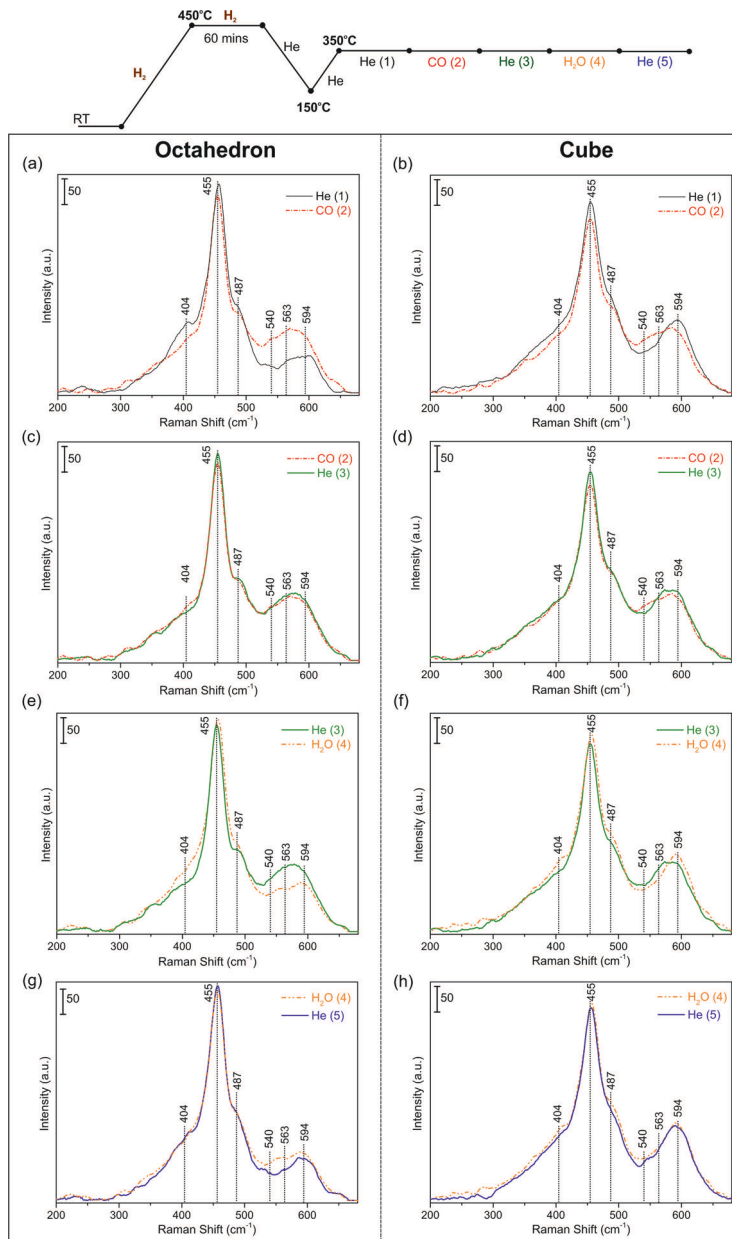 450°C H₂
60 mins
H₂
He
350°C
He
He (1) CO (2) He (3) H₂O (4) He (5)
RT
150°C
Octahedron Cube
(a)
50
455
He (1)
CO (2)
404
487
540
563
594
Intensity (a.u.)
200 300 400 500 600
Raman Shift (cm⁻¹)
(b)
50
455
He (1)
CO (2)
404
487
540
563
594
Intensity (a.u.)
200 300 400 500 600
Raman Shift (cm⁻¹)
(c)
50
455
CO (2)
He (3)
404
487
540
563
594
Intensity (a.u.)
200 300 400 500 600
Raman Shift (cm⁻¹)
(d)
50
455
CO (2)
He (3)
404
487
540
563
594
Intensity (a.u.)
200 300 400 500 600
Raman Shift (cm⁻¹)
(e)
50
455
He (3)
H₂O (4)
404
487
540
563
594
Intensity (a.u.)
200 300 400 500 600
Raman Shift (cm⁻¹)
(f)
50
455
He (3)
H₂O (4)
404
487
540
563
594
Intensity (a.u.)
200 300 400 500 600
Raman Shift (cm⁻¹)
(g)
50
455
H₂O (4)
He (5)
404
487
540
563
594
Intensity (a.u.)
200 300 400 500 600
Raman Shift (cm⁻¹)
(h)
50
455
H₂O (4)
He (5)
404
487
540
563
594
Intensity (a.u.)
200 300 400 500 600
Raman Shift (cm⁻¹)